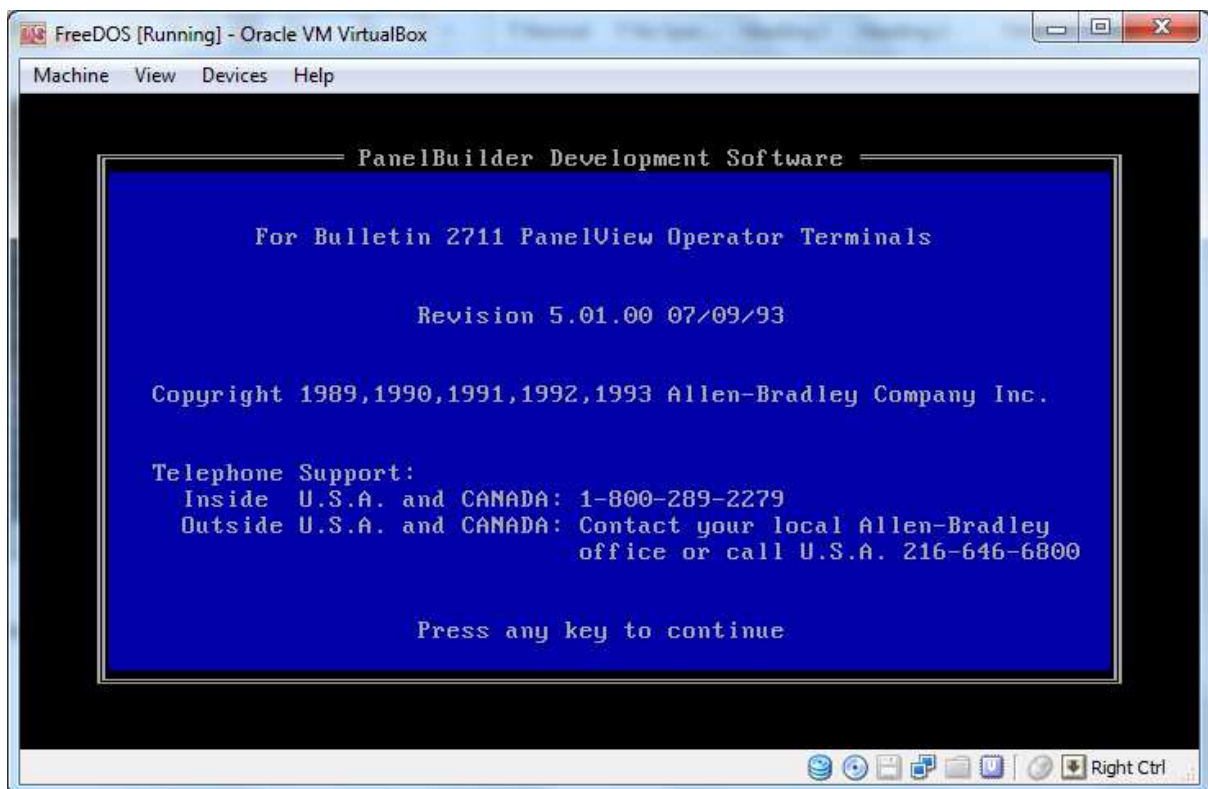 FreeDOS [Running] - Oracle VM VirtualBox
Machine View Devices Help
PanelBuilder Development Software
For Bulletin 2711 PanelView Operator Terminals
Revision 5.01.00 07/09/93
Copyright 1989,1990,1991,1992,1993 Allen-Bradley Company Inc.
Telephone Support:
Inside U.S.A. and CANADA: 1-800-289-2279
Outside U.S.A. and CANADA: Contact your local Allen-Bradley
office or call U.S.A. 216-646-6800
Press any key to continue
Right Ctrl